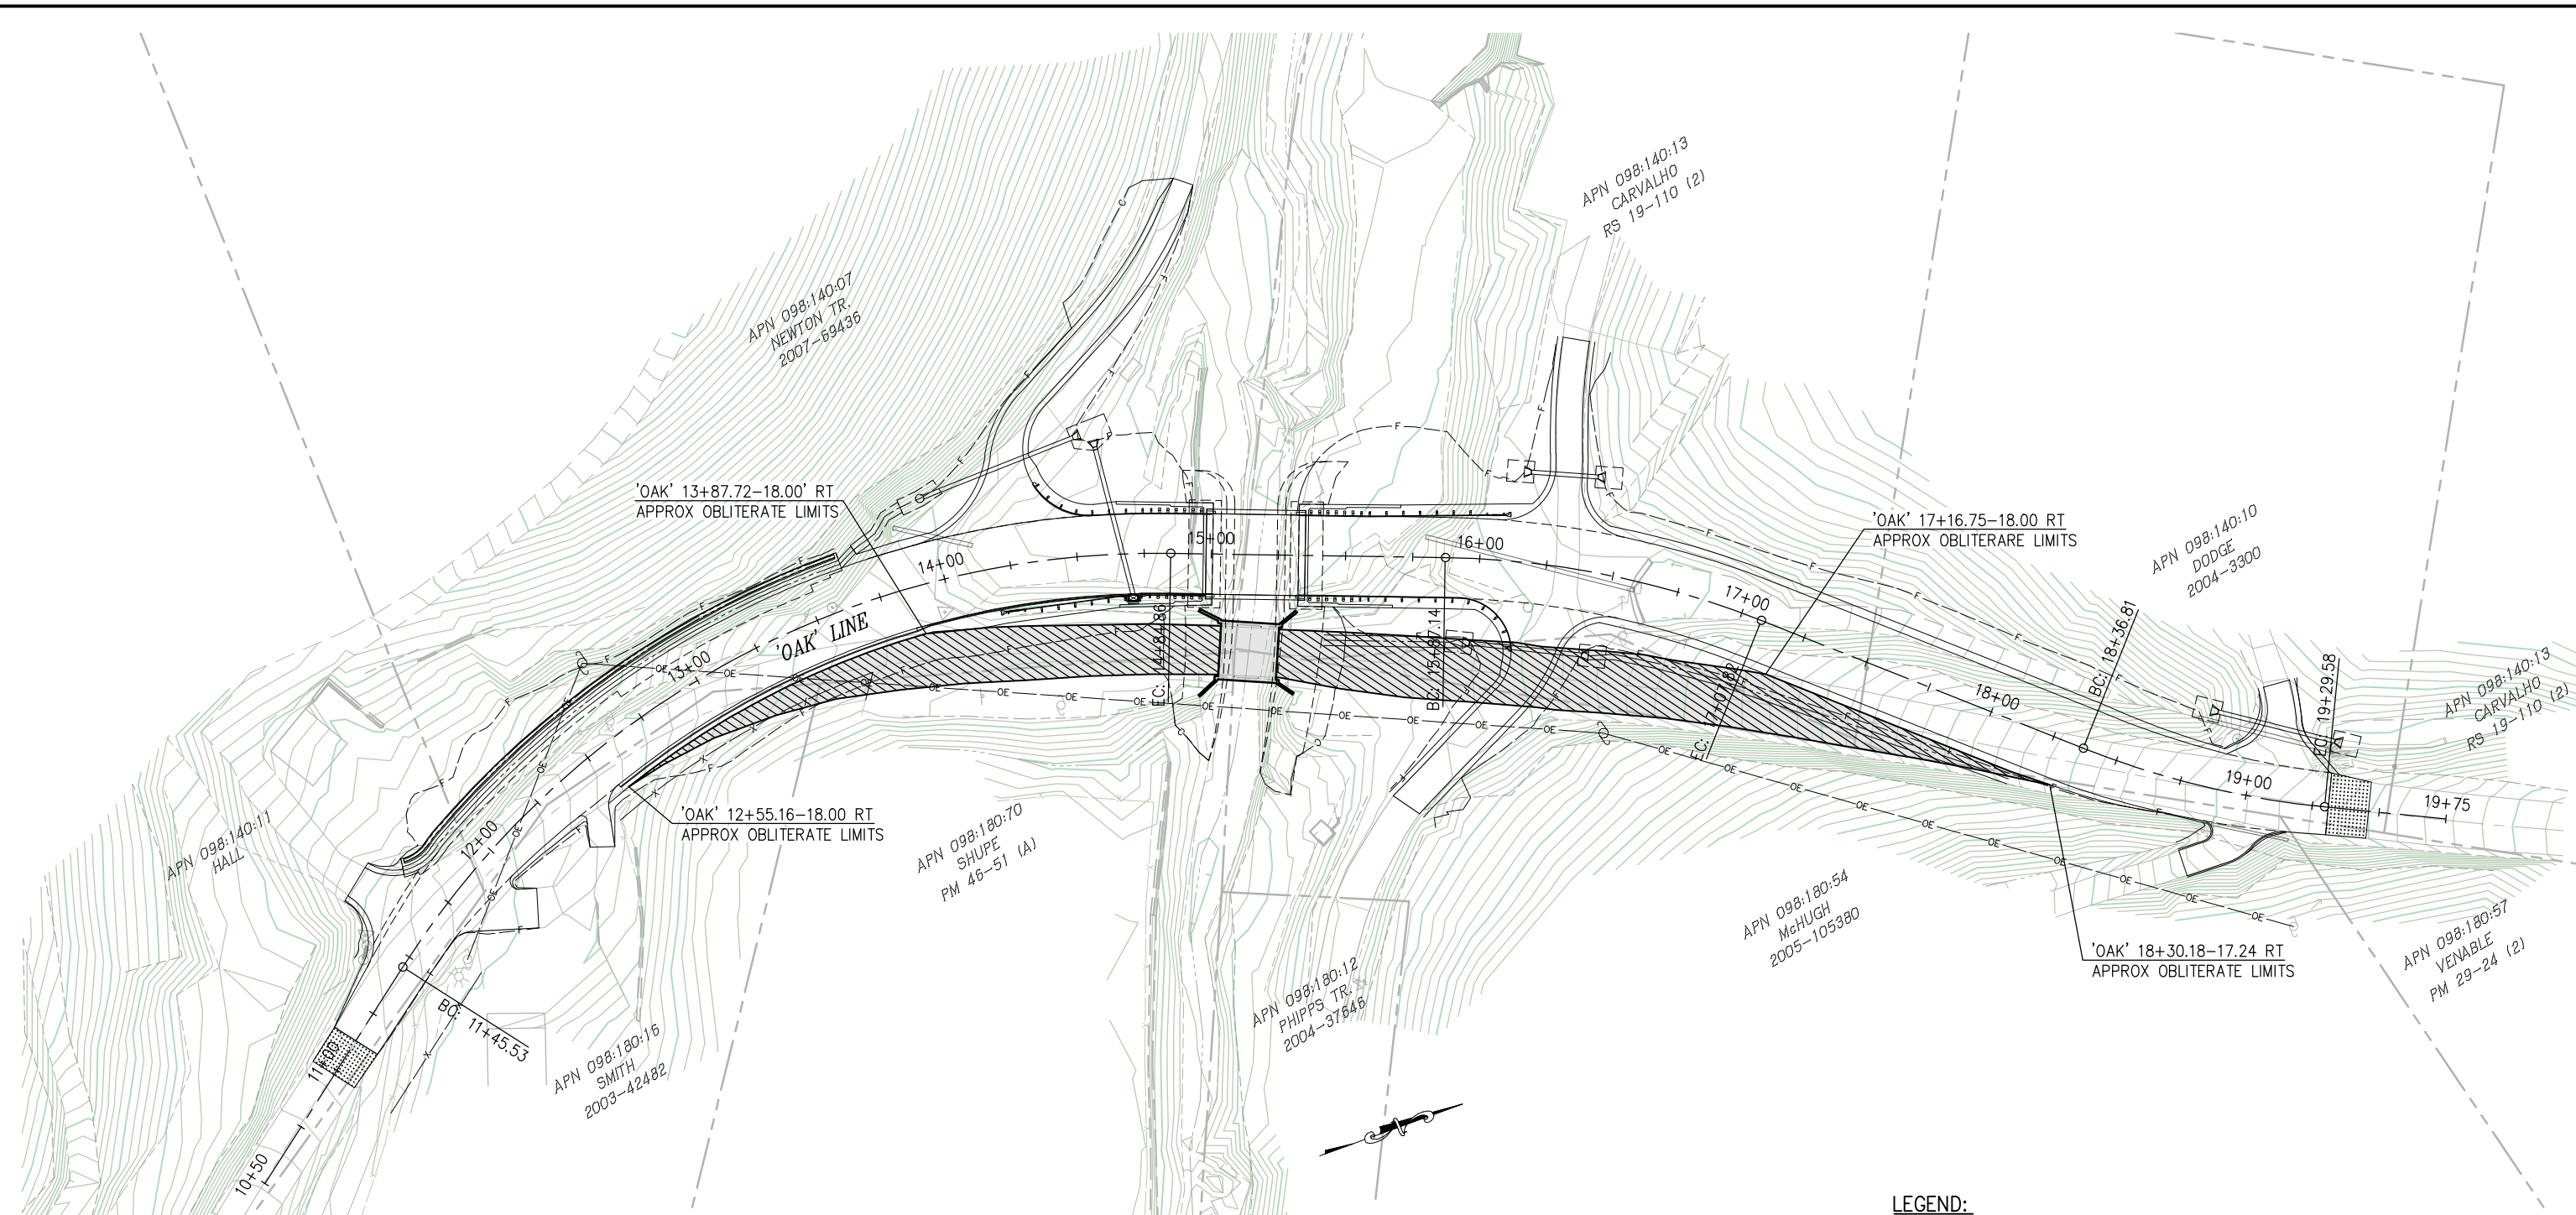 APN 098:140:13
CARVALHO
RS 19-110 (2)
APN 098:140:07
NEWTON TR.
2007-69436
'OAK' 13+87.72-18.00' RT
APPROX OBLITERATE LIMITS
'OAK' 17+16.75-18.00 RT
APPROX OBLITERARE LIMITS
APN 098:140:10
DODGE
2004-3300
15+00
16+00
14+00
17+00
'OAK' LINE
13+00
18+00
BC: 18+36.81
19+29.58
APN 098:140:13
CARVALHO
RS 19-110 (2)
BC: 15+87.14
19+00
19+75
'OAK' 12+55.16-18.00 RT
APPROX OBLITERATE LIMITS
12+00
APN 098:140:11
HALL
APN 098:180:70
SHUPE
PM 46-51 (A)
APN 098:180:54
McHUGH
2005-105380
'OAK' 18+30.18-17.24 RT
APPROX OBLITERATE LIMITS
APN 098:180:57
VENABLE
PM 29-24 (2)
APN 098:180:12
PHIPPS TR.
2004-37646
BC: 11+45.53
11+00
APN 098:180:16
SMITH
2003-42482
10+50
LEGEND: